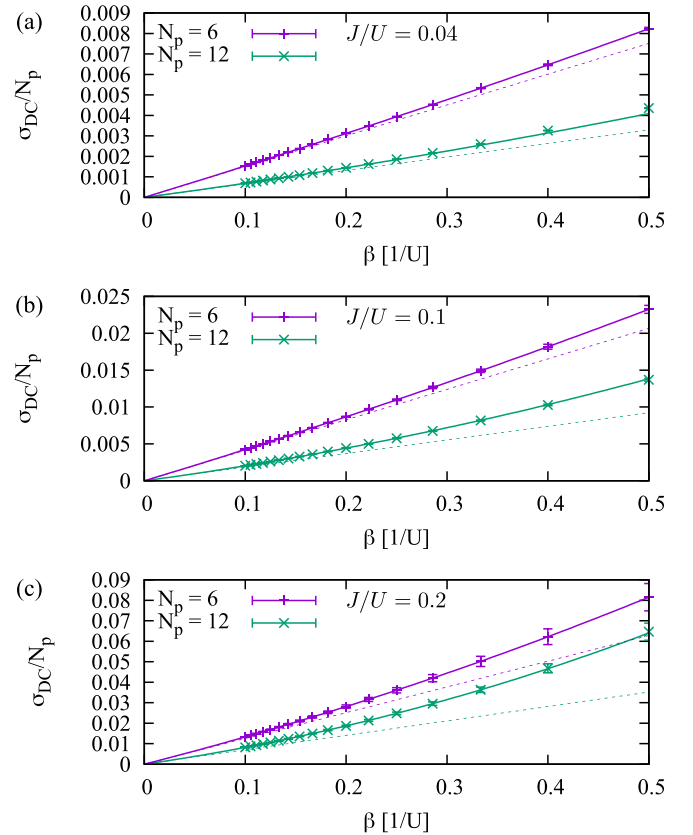 (a)
0.009
0.008
0.007
0.006
0.005
0.004
0.003
0.002
0.001
0
σ_DC/N_p
N_p = 6
N_p = 12
J/U = 0.04
0 0.1 0.2 0.3 0.4 0.5
β [1/U]
(b)
0.025
0.02
0.015
0.01
0.005
0
σ_DC/N_p
N_p = 6
N_p = 12
J/U = 0.1
0 0.1 0.2 0.3 0.4 0.5
β [1/U]
(c)
0.09
0.08
0.07
0.06
0.05
0.04
0.03
0.02
0.01
0
σ_DC/N_p
N_p = 6
N_p = 12
J/U = 0.2
0 0.1 0.2 0.3 0.4 0.5
β [1/U]